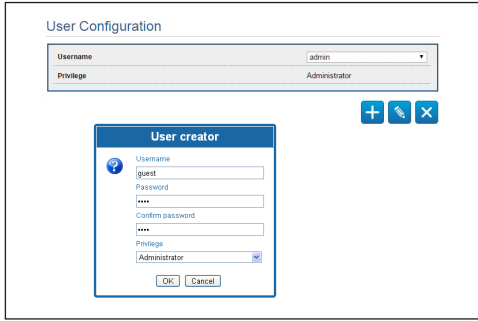 User Configuration
Username admin
Privilege Administrator
User creator
Username
guest
Password
••••
Confirm password
••••
Privilege
Administrator
OK Cancel